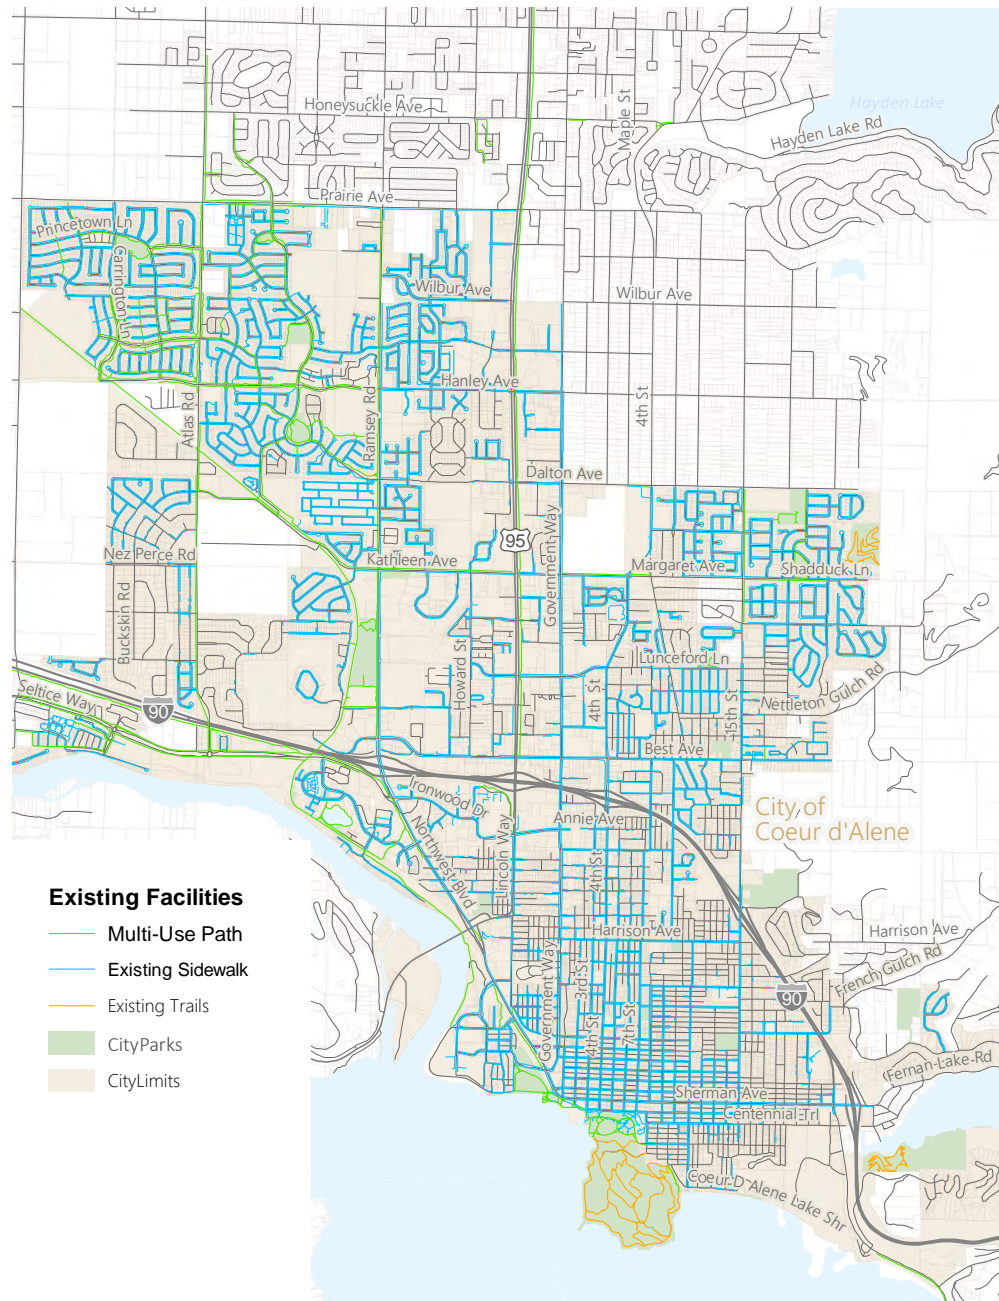 Hayden Lake
Honeysuckle Ave
Maple St
Hayden Lake Rd
Prairie Ave
Princetown Ln
Carrington Ln
Wilbur Ave
Wilbur Ave
Hanley Ave
Atlas Rd
Ramsey Rd
4th St
Dalton Ave
95
Government Way
Nez Perce Rd
Kathleen Ave
Margaret Ave
Shadduck Ln
Buckskin Rd
Howard St
Lunceford Ln
4th St
15th St
Nettleton Gulch Rd
Seltice Way
90
Best Ave
Ironwood Dr
Annie Ave
City of
Coeur d'Alene
Northwest Blvd
Lincoln Way
4th St
Harrison Ave
Harrison Ave
French Gulch Rd
Government Way
3rd St
90
4th St
7th St
Fernan Lake Rd
Sherman Ave
Centennial Trl
Coeur D Alene Lake Shr
Existing Facilities
Multi-Use Path
Existing Sidewalk
Existing Trails
CityParks
CityLimits